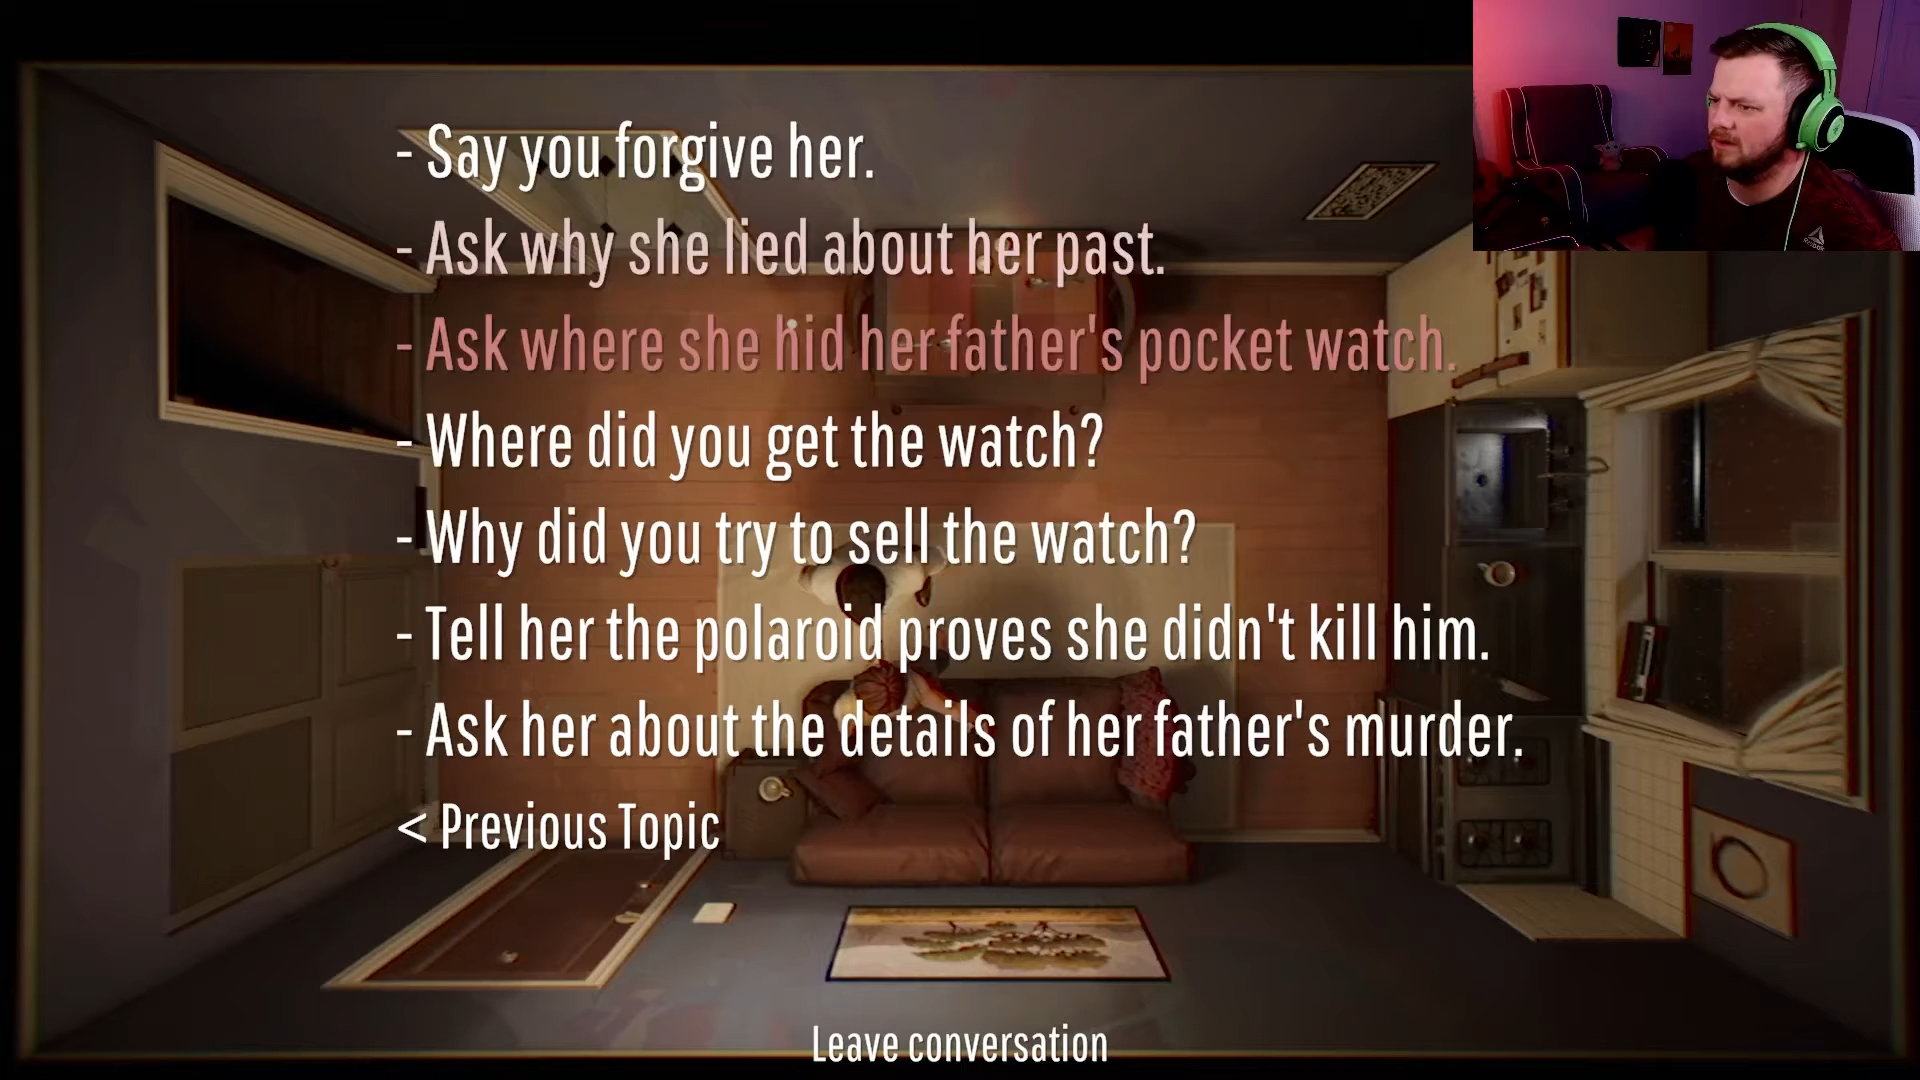 - Say you forgive her.
- Ask why she lied about her past.
- Ask where she hid her father's pocket watch.
- Where did you get the watch?
- Why did you try to sell the watch?
- Tell her the polaroid proves she didn't kill him.
- Ask her about the details of her father's murder.
< Previous Topic
Leave conversation